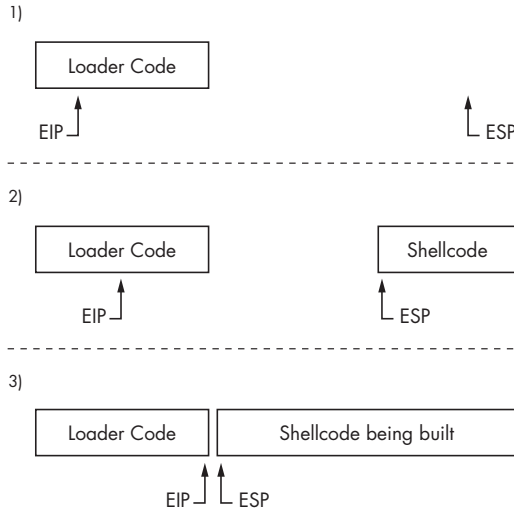 1)
Loader Code
EIP ESP
2)
Loader Code Shellcode
EIP ESP
3)
Loader Code Shellcode being built
EIP ESP